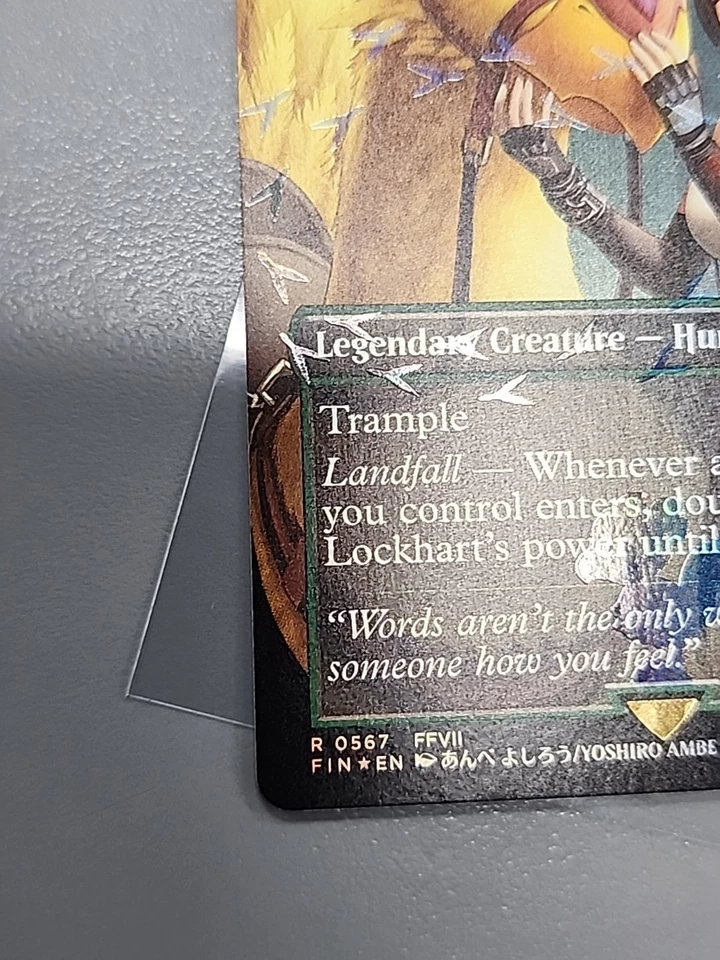 Legendary Creature — Hu
Trample
Landfall — Whenever a
you control enters, dou
Lockhart's power until
“Words aren't the only w
someone how you feel.”
R 0567 FFVII
FIN★EN あんべ よしろう/YOSHIRO AMBE